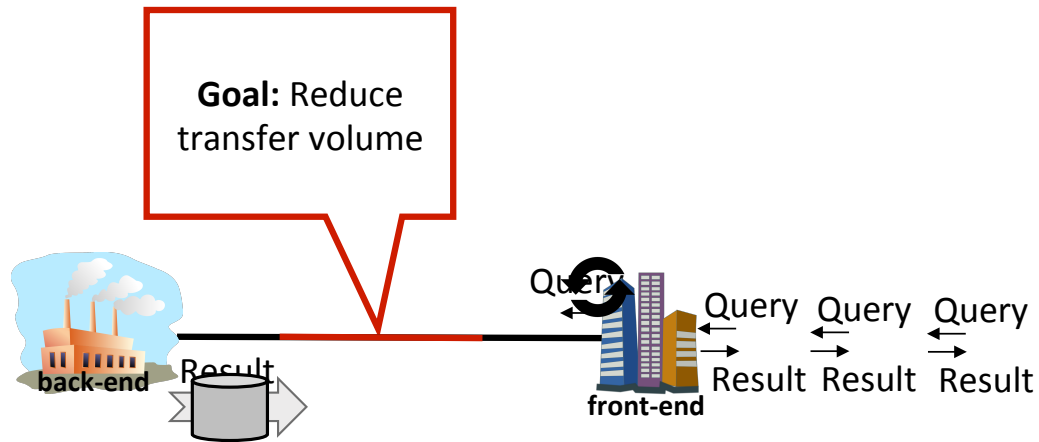 Goal: Reduce
transfer volume
Query
Query Query Query
Result
back-end
Result Result Result
front-end